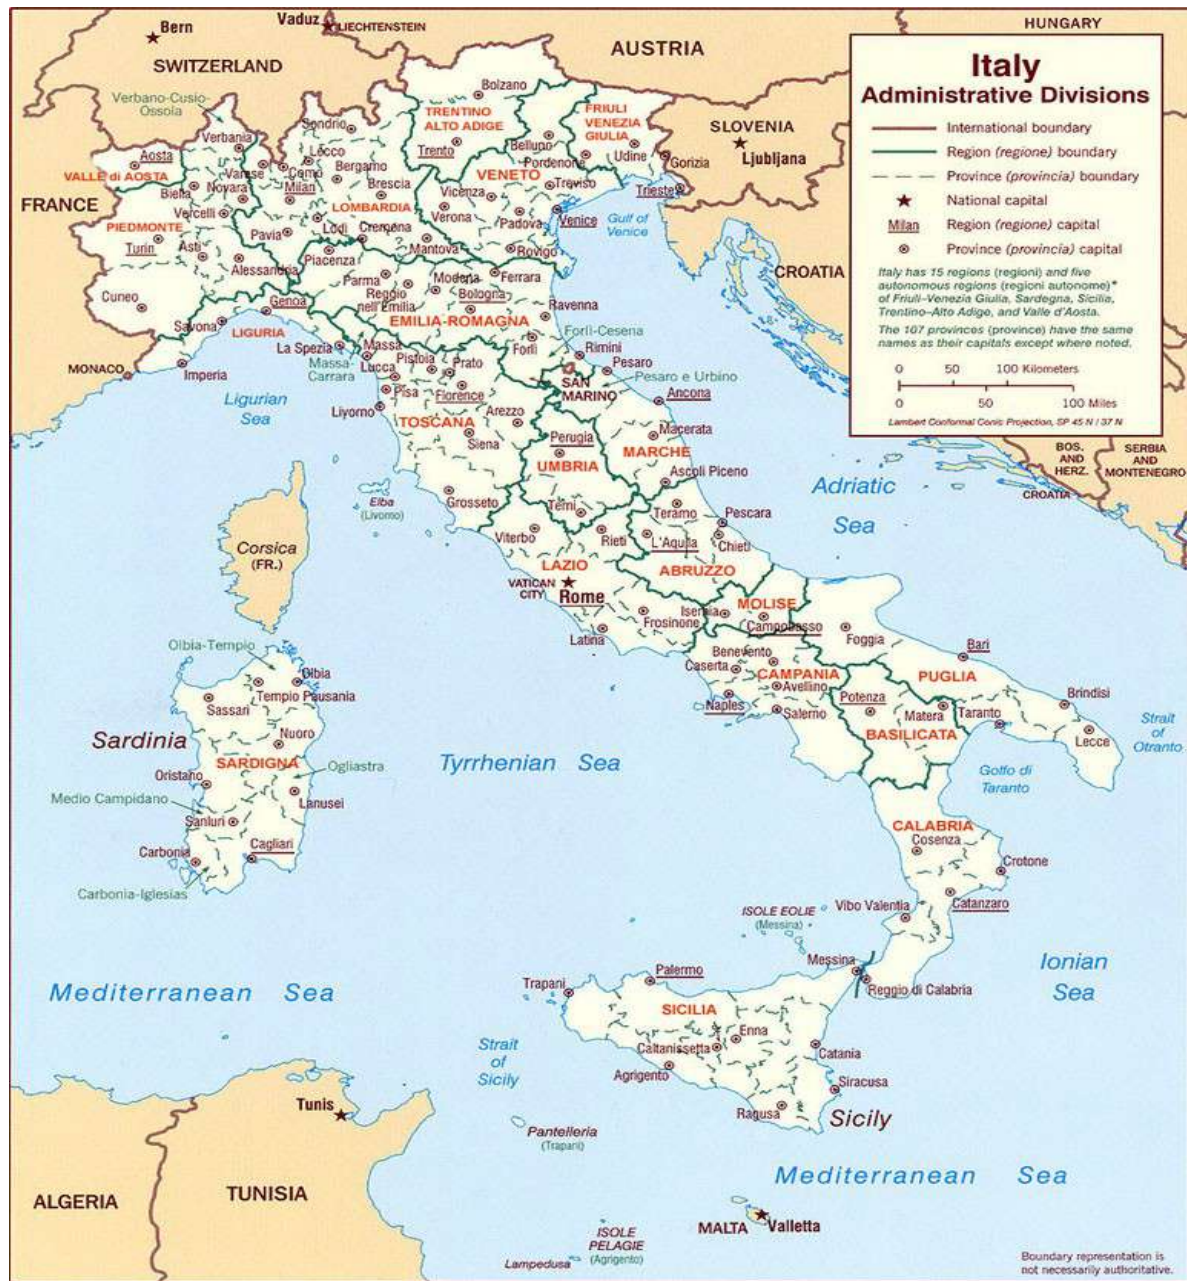 Bern
Vaduz
LIECHTENSTEIN
HUNGARY
AUSTRIA
SWITZERLAND
Italy
Administrative Divisions
International boundary
Region (regione) boundary
Province (provincia) boundary
National capital
Milan
Region (regione) capital
Province (provincia) capital
Italy has 15 regions (regioni) and five
autonomous regions (regioni autonome)*
of Friuli–Venezia Giulia, Sardegna, Sicilia,
Trentino–Alto Adige, and Valle d'Aosta.
The 107 provinces (province) have the same
names as their capitals except where noted.
0 50 100 Kilometers
0 50 100 Miles
Lambert Conformal Conic Projection, SP 45 N / 37 N
Verbano-Cusio-
Ossola
Bolzano
TRENTINO
ALTO ADIGE
FRIULI
VENEZIA
GIULIA
SLOVENIA
Ljubljana
Sondrio
Verbania
Trento
Belluno
Pordenone
Udine
Gorizia
Aosta
VALLE di AOSTA
Lecco
Como
Varese
Bergamo
VENETO
Treviso
Trieste
FRANCE
Biella
Novara
Milan
Brescia
Vicenza
LOMBARDIA
Verona
Padova
Venice
Gulf of
Venice
Vercelli
PIEMONTE
Turin
Asti
Pavia
Lodi
Cremona
Mantova
Rovigo
CROATIA
Alessandria
Piacenza
Parma
Modena
Ferrara
Cuneo
Reggio
nell'Emilia
Bologna
Ravenna
Genoa
Savona
LIGURIA
EMILIA-ROMAGNA
Forlì-Cesena
La Spezia
Massa
Massa-
Carrara
Lucca
Pistoia
Prato
Forlì
Rimini
Pesaro
MONACO
Imperia
SAN
MARINO
Pesaro e Urbino
Ligurian
Sea
Pisa
Florence
Ancona
Livorno
Arezzo
TOSCANA
Siena
Perugia
UMBRIA
Macerata
MARCHE
Ascoli Piceno
BOS.
AND
HERZ.
SERBIA
AND
MONTENEGRO
CROATIA
Adriatic
Sea
Elba
(Livorno)
Grosseto
Terni
Teramo
Pescara
Viterbo
Rieti
L'Aquila
Chieti
Corsica
(FR.)
LAZIO
ABRUZZO
VATICAN
CITY
Rome
MOLISE
Isernia
Campobasso
Frosinone
Latina
Foggia
Bari
Olbia-Tempio
Olbia
Tempio Pausania
Sassari
Benevento
Caserta
CAMPANIA
Avellino
Naples
Salerno
Potenza
Matera
BASILICATA
PUGLIA
Taranto
Brindisi
Lecce
Strait
of
Otranto
Golfo di
Taranto
Sardinia
Nuoro
SARDIGNA
Ogliastra
Oristano
Lanusei
Medio Campidano
Sanluri
Cagliari
Carbonia
Carbonia-Iglesias
Tyrrhenian Sea
CALABRIA
Cosenza
Crotone
Catanzaro
Vibo Valentia
ISOLE EOLIE
(Messina)
Messina
Reggio di Calabria
Ionian
Sea
Mediterranean Sea
Trapani
Palermo
SICILIA
Enna
Caltanissetta
Catania
Agrigento
Siracusa
Ragusa
Sicily
Strait
of
Sicily
Tunis
Pantelleria
(Trapani)
Mediterranean Sea
ALGERIA
TUNISIA
MALTA
Valletta
ISOLE
PELAGIE
(Agrigento)
Lampedusa
Boundary representation is
not necessarily authoritative.